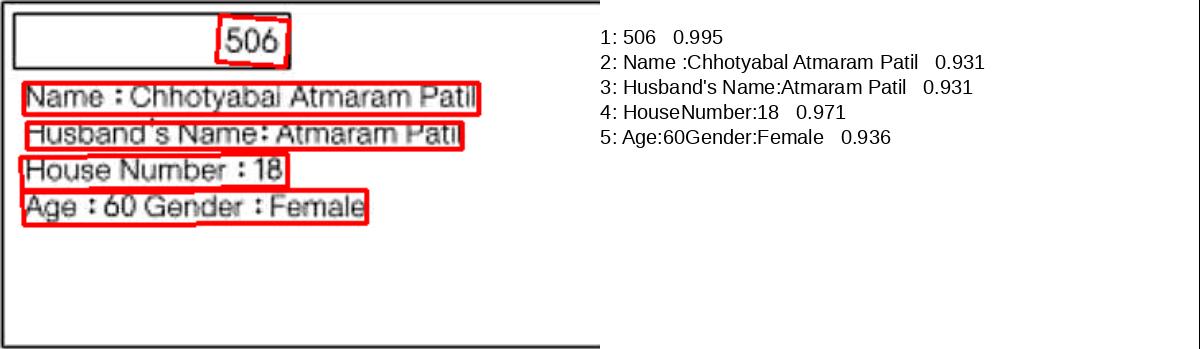 506
Name : Chhotyabai Atmaram Patil
Husband's Name: Atmaram Patil
House Number : 18
Age : 60 Gender : Female
1: 506 0.995
2: Name :Chhotyabal Atmaram Patil 0.931
3: Husband's Name:Atmaram Patil 0.931
4: HouseNumber:18 0.971
5: Age:60Gender:Female 0.936